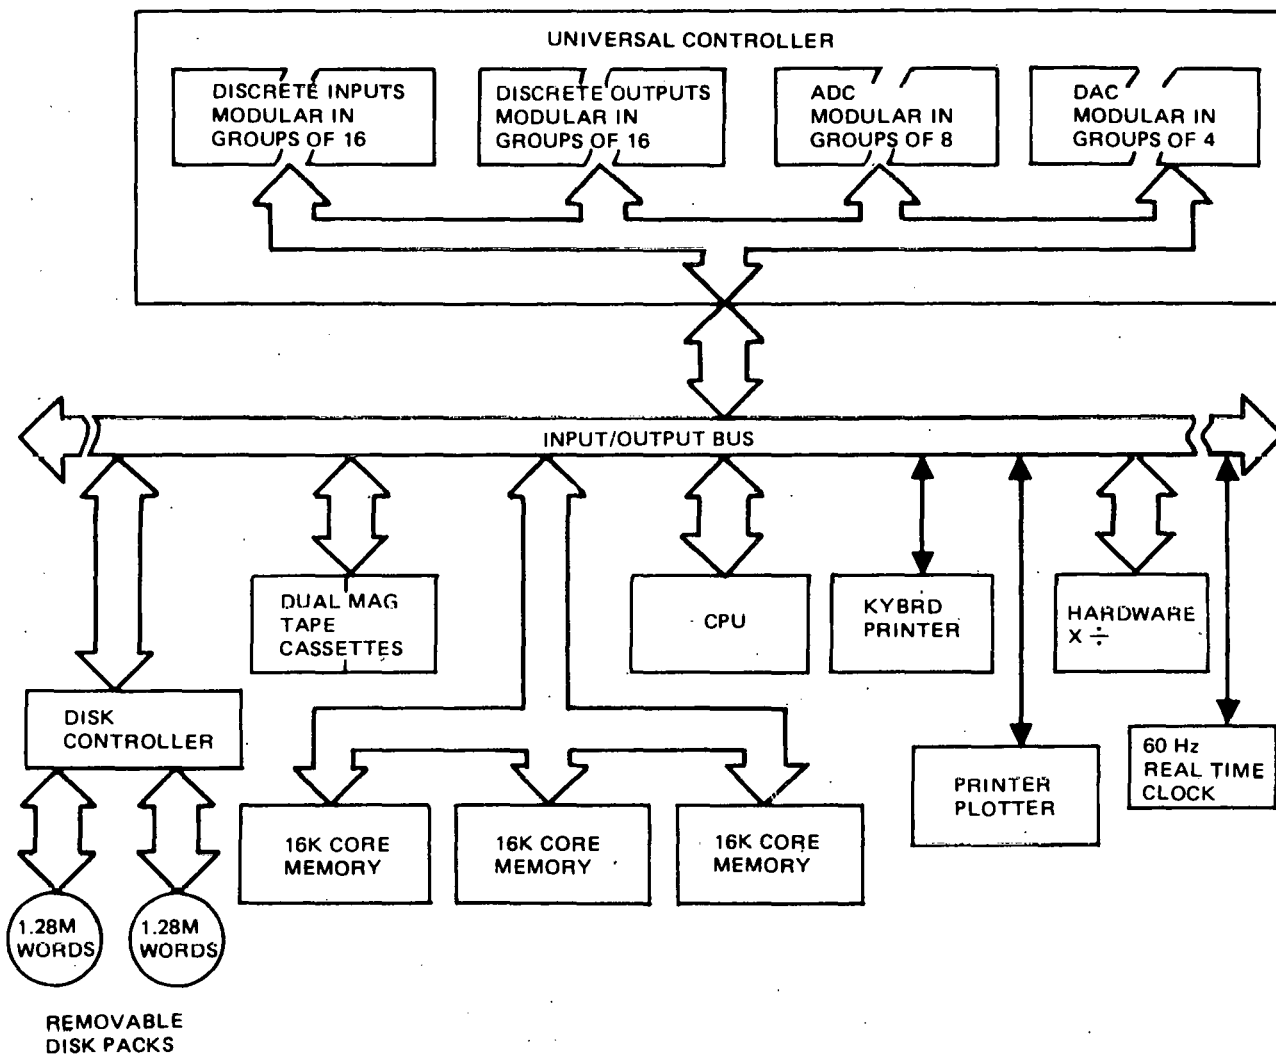 UNIVERSAL CONTROLLER
DISCRETE INPUTS
MODULAR IN
GROUPS OF 16
DISCRETE OUTPUTS
MODULAR IN
GROUPS OF 16
ADC
MODULAR IN
GROUPS OF 8
DAC
MODULAR IN
GROUPS OF 4
INPUT/OUTPUT BUS
DUAL MAG
TAPE
CASSETTES
CPU
KYBRD
PRINTER
HARDWARE
X ÷
DISK
CONTROLLER
60 Hz
REAL TIME
CLOCK
PRINTER
PLOTTER
16K CORE
MEMORY
16K CORE
MEMORY
16K CORE
MEMORY
1.28M
WORDS
1.28M
WORDS
REMOVABLE
DISK PACKS